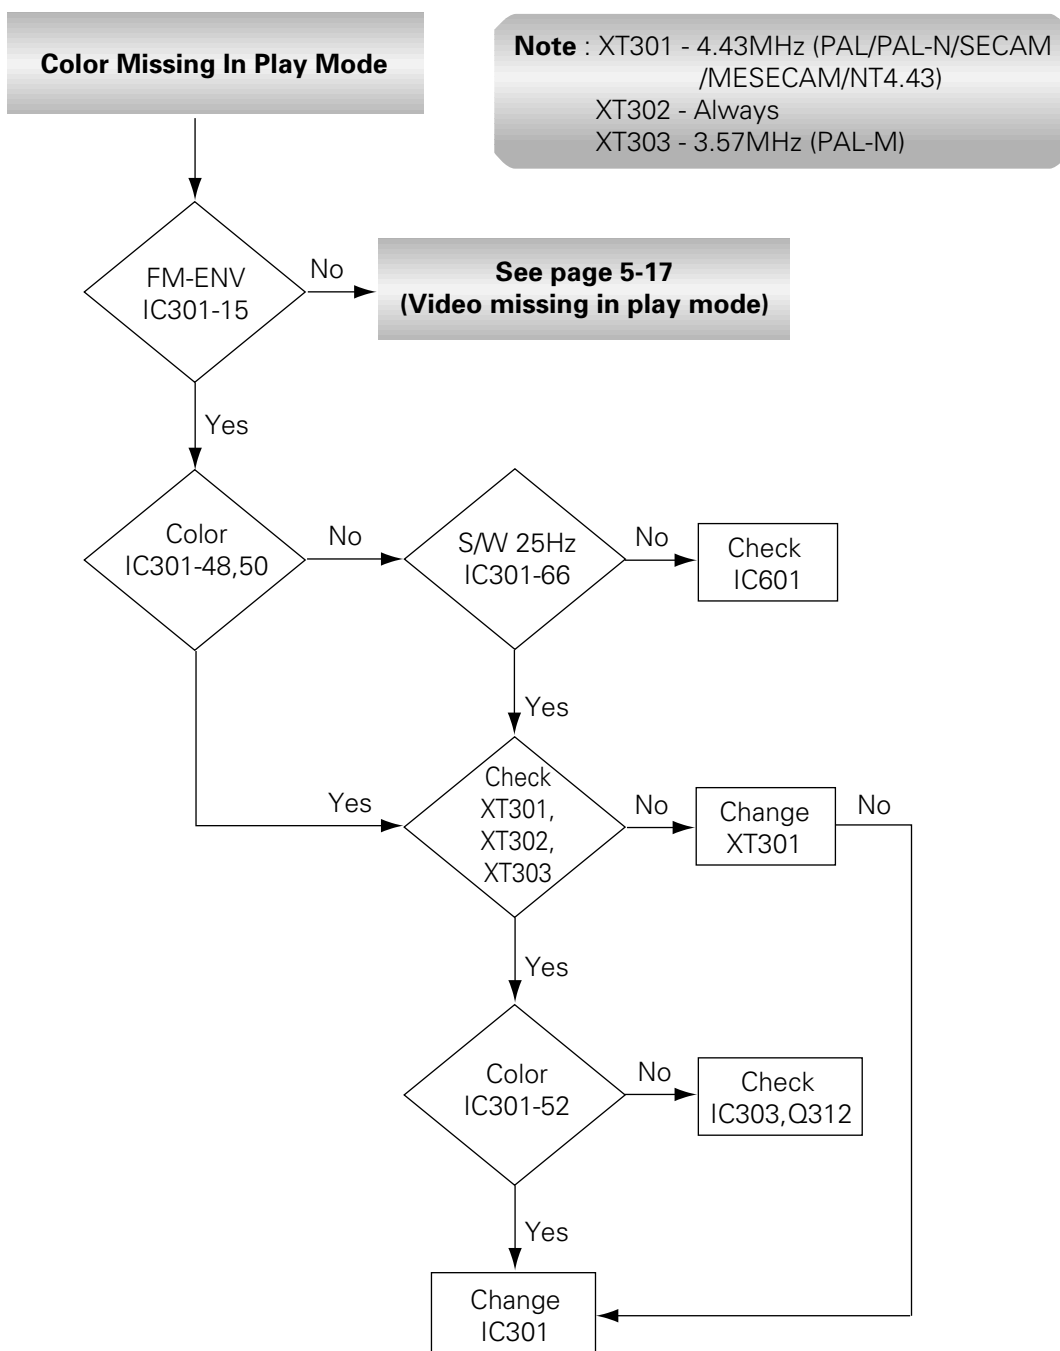 Color Missing In Play Mode
Note : XT301 - 4.43MHz (PAL/PAL-N/SECAM
/MESECAM/NT4.43)
XT302 - Always
XT303 - 3.57MHz (PAL-M)
FM-ENV
IC301-15
No
See page 5-17
(Video missing in play mode)
Yes
Color
IC301-48,50
No
S/W 25Hz
IC301-66
No
Check
IC601
Yes
Yes
Check
XT301,
XT302,
XT303
No
Change
XT301
No
Yes
Color
IC301-52
No
Check
IC303,Q312
Yes
Change
IC301